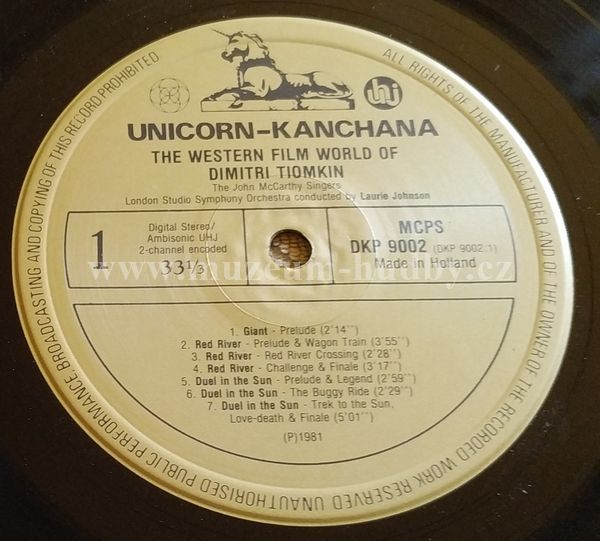 BROADCASTING AND COPYING OF THIS RECORD PROHIBITED
ALL RIGHTS OF THE MANUFACTURER AND OF THE OWNER OF THE RECORDED WORK RESERVED UNAUTHORISED PUBLIC PERFORMANCE
uhj
UNICORN-KANCHANA
THE WESTERN FILM WORLD OF
DIMITRI TIOMKIN
The John McCarthy Singers
London Studio Symphony Orchestra conducted by Laurie Johnson
1
Digital Stereo/
Ambisonic UHJ
2-channel encoded
33⅓
MCPS
DKP 9002 (DKP 9002:1)
Made in Holland
www.muzeum-hudby.cz
1. Giant - Prelude (2'14'')
2. Red River - Prelude & Wagon Train (3'55'')
3. Red River - Red River Crossing (2'28'')
4. Red River - Challenge & Finale (3'17'')
5. Duel in the Sun - Prelude & Legend (2'59'')
6. Duel in the Sun - The Buggy Ride (2'29'')
7. Duel in the Sun - Trek to the Sun,
Love-death & Finale (5'01'')
(P)1981